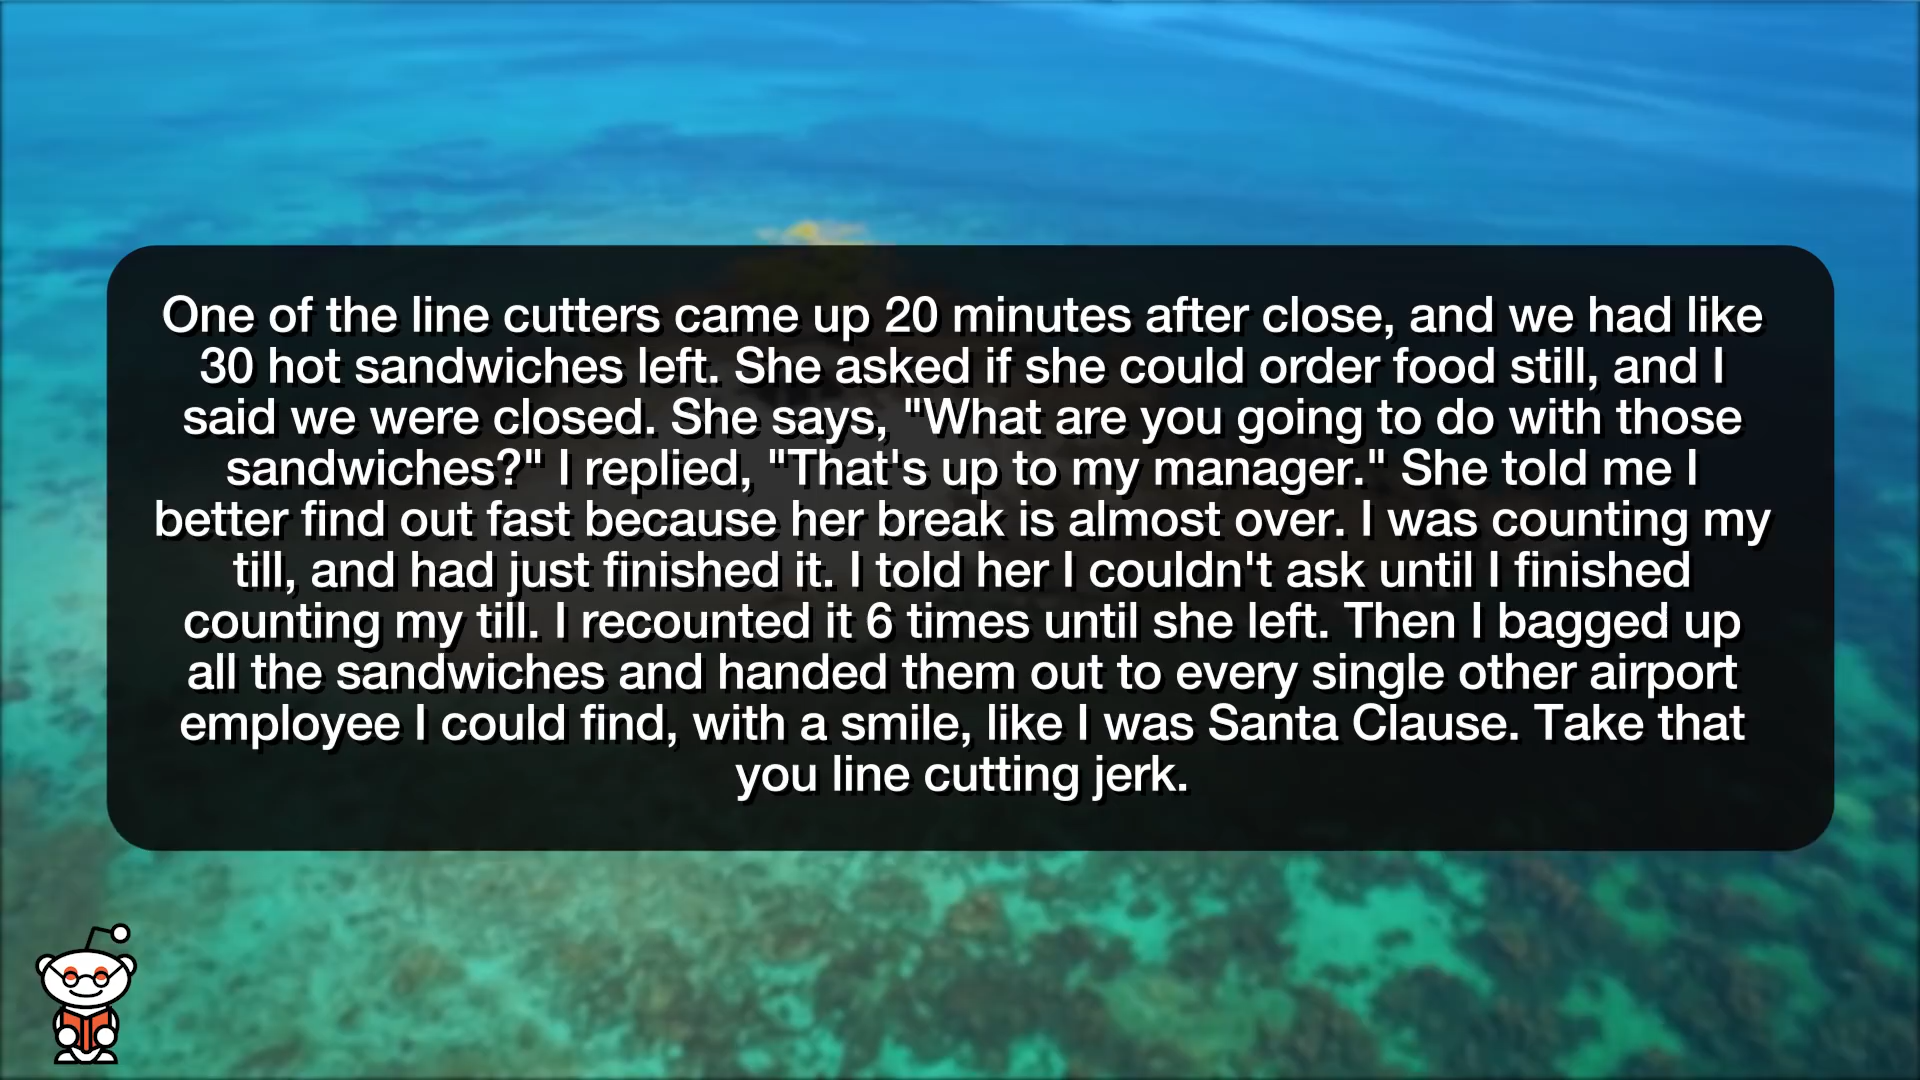 One of the line cutters came up 20 minutes after close, and we had like
30 hot sandwiches left. She asked if she could order food still, and I
said we were closed. She says, "What are you going to do with those
sandwiches?" I replied, "That's up to my manager." She told me I
better find out fast because her break is almost over. I was counting my
till, and had just finished it. I told her I couldn't ask until I finished
counting my till. I recounted it 6 times until she left. Then I bagged up
all the sandwiches and handed them out to every single other airport
employee I could find, with a smile, like I was Santa Clause. Take that
you line cutting jerk.